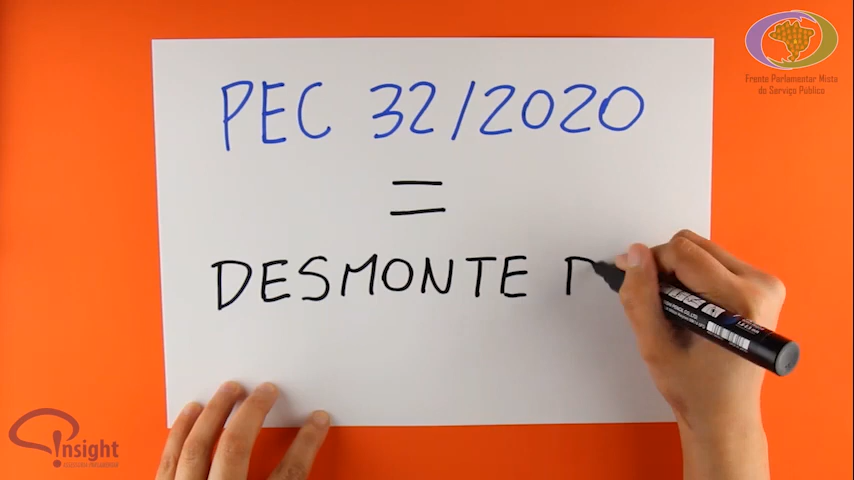 PEC 32/2020
=
DESMONTE
Frente Parlamentar Mista
do Serviço Público
insight